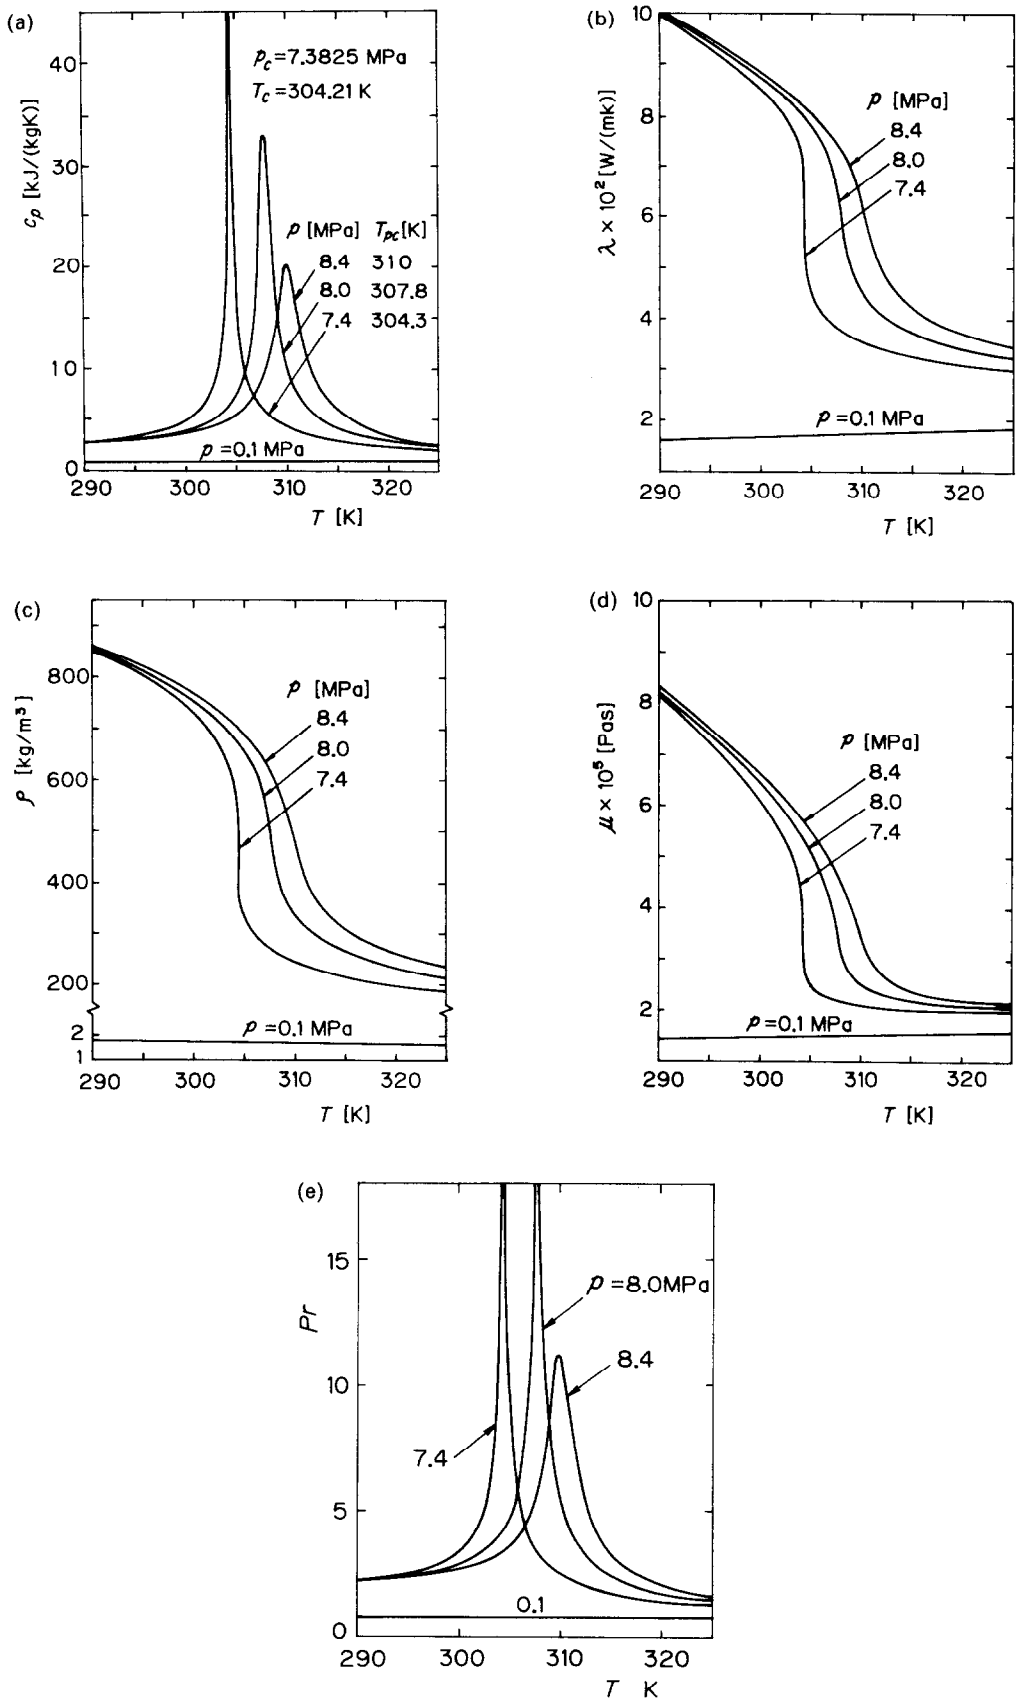 (a)
p_c=7.3825 MPa
T_c=304.21 K
c_p [kJ/(kgK)]
40
30
20
10
0
p [MPa] T_pc[K]
8.4 310
8.0 307.8
7.4 304.3
p=0.1 MPa
290 300 310 320
T [K]
(b)
λ × 10² [W/(mk)]
10
8
6
4
2
p [MPa]
8.4
8.0
7.4
p=0.1 MPa
290 300 310 320
T [K]
(c)
ρ [kg/m³]
800
600
400
200
2
1
p [MPa]
8.4
8.0
7.4
p=0.1 MPa
290 300 310 320
T [K]
(d)
μ × 10⁵ [Pas]
10
8
6
4
2
p [MPa]
8.4
8.0
7.4
p=0.1 MPa
290 300 310 320
T [K]
(e)
Pr
15
10
5
0
p=8.0MPa
8.4
7.4
0.1
290 300 310 320
T K